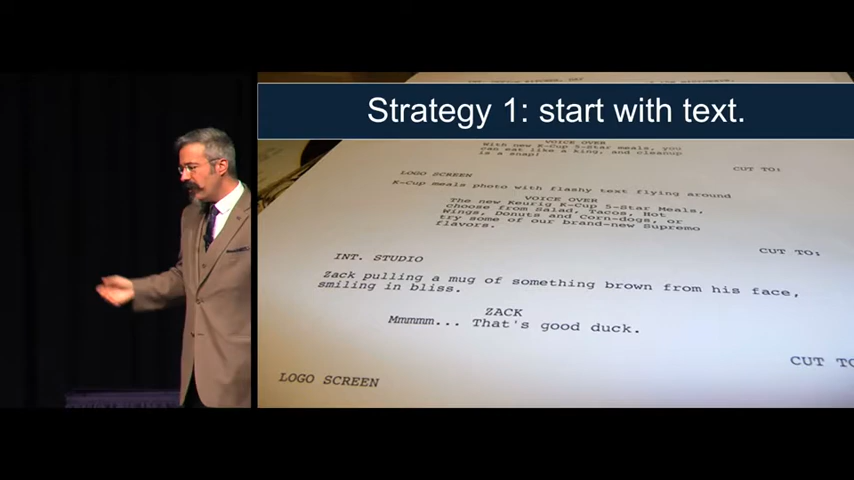 Strategy 1: start with text.
VOICE OVER
With new K-Cup 5-Star meals, you
can eat like a king, and cleanup
is a snap!
CUT TO:
LOGO SCREEN
K-Cup meals photo with flashy text flying around
VOICE OVER
The new Keurig K-Cup 5-Star Meals,
choose from Salad, Tacos, Hot
Wings, Donuts and Corn-dogs, or
try some of our brand-new Supremo
flavors.
CUT TO:
INT. STUDIO
Zack pulling a mug of something brown from his face,
smiling in bliss.
ZACK
Mmmmm... That's good duck.
CUT TO
LOGO SCREEN